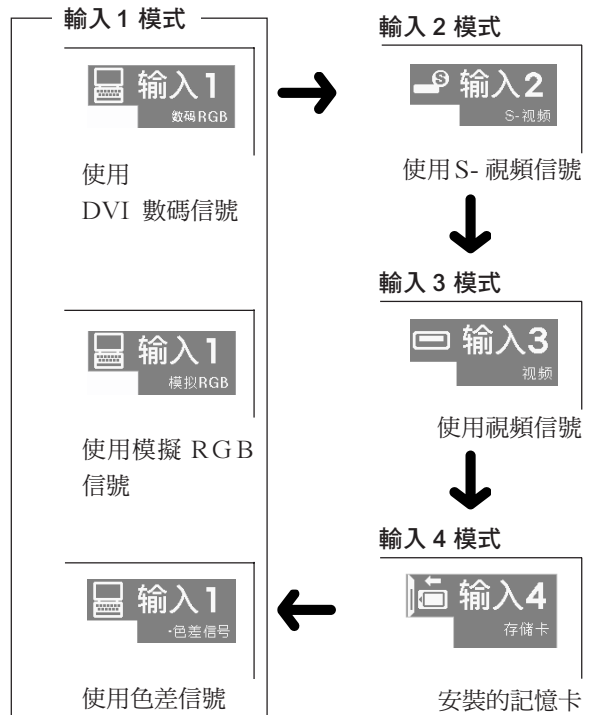 輸入 1 模式
输入1
数码RGB
使用
DVI 數碼信號
输入1
模拟RGB
使用模擬 RGB
信號
输入1
·色差信号
使用色差信號
輸入 2 模式
S
输入2
S-视频
使用 S- 視頻信號
輸入 3 模式
输入3
视频
使用視頻信號
輸入 4 模式
输入4
存储卡
安裝的記憶卡